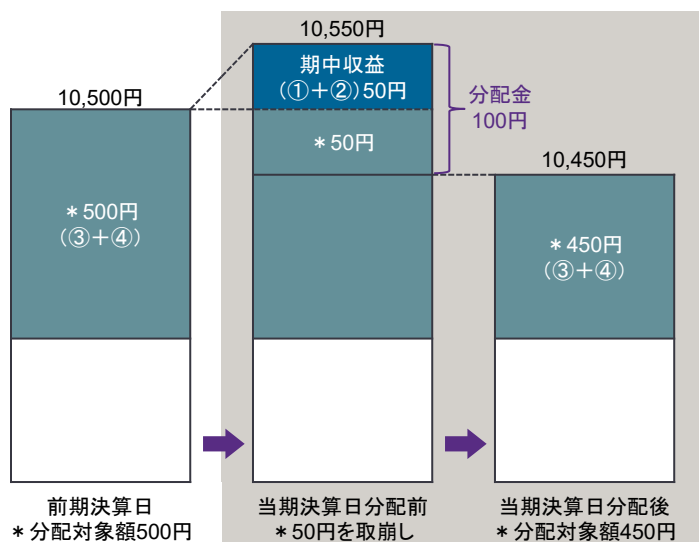 10,500円
＊500円
（③＋④）
前期決算日
＊分配対象額500円
10,550円
期中収益
（①＋②）50円
＊50円
分配金
100円
当期決算日分配前
＊50円を取崩し
10,450円
＊450円
（③＋④）
当期決算日分配後
＊分配対象額450円